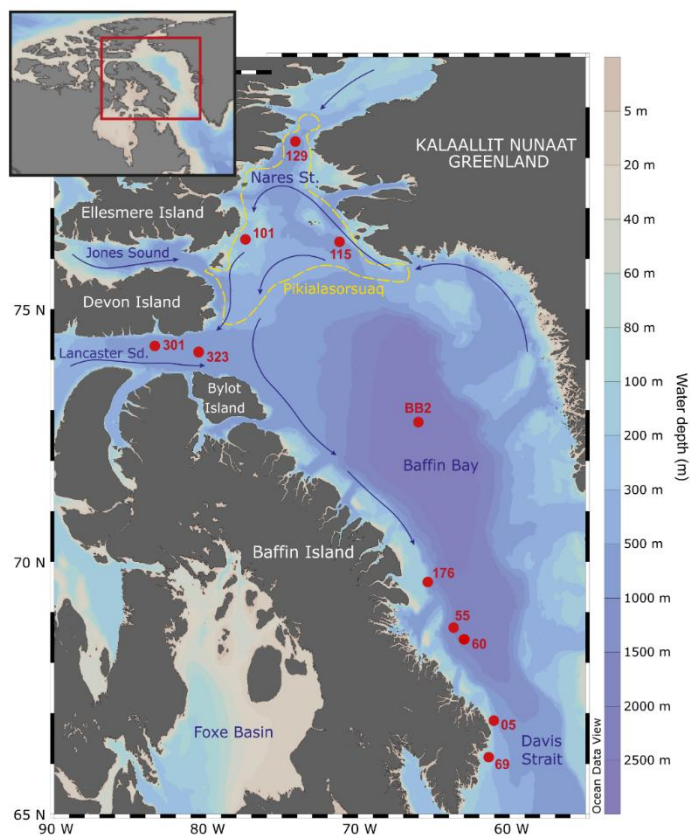 KALAALLIT NUNAAT
GREENLAND
129
Nares St.
Ellesmere Island
101
115
Jones Sound
Pikialasorsuaq
75N
Devon Island
301
323
Lancaster Sd.
Bylot
Island
BB2
Baffin Bay
176
70 N
Baffin Island
55
60
05
Foxe Basin
Davis
Strait
69
65 N
90 W
80 W
70 W
60 W
Ocean Data View
5 m
20 m
40 m
60 m
80 m
100 m
200 m
300 m
500 m
1000 m
1500 m
2000 m
2500 m
Water depth (m)